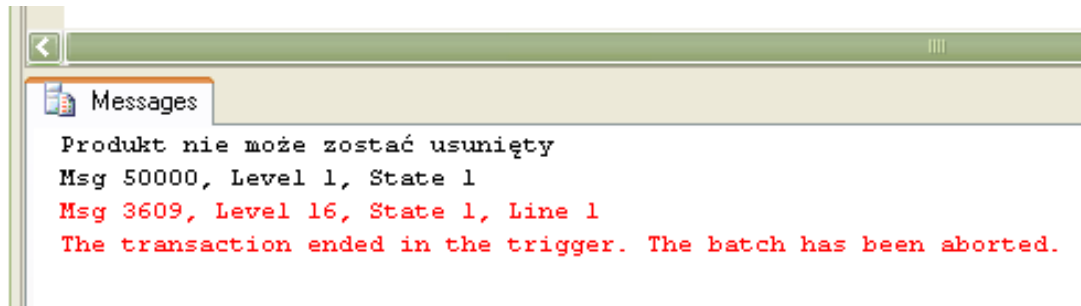 Messages
Produkt nie może zostać usunięty
Msg 50000, Level 1, State 1
Msg 3609, Level 16, State 1, Line 1
The transaction ended in the trigger. The batch has been aborted.